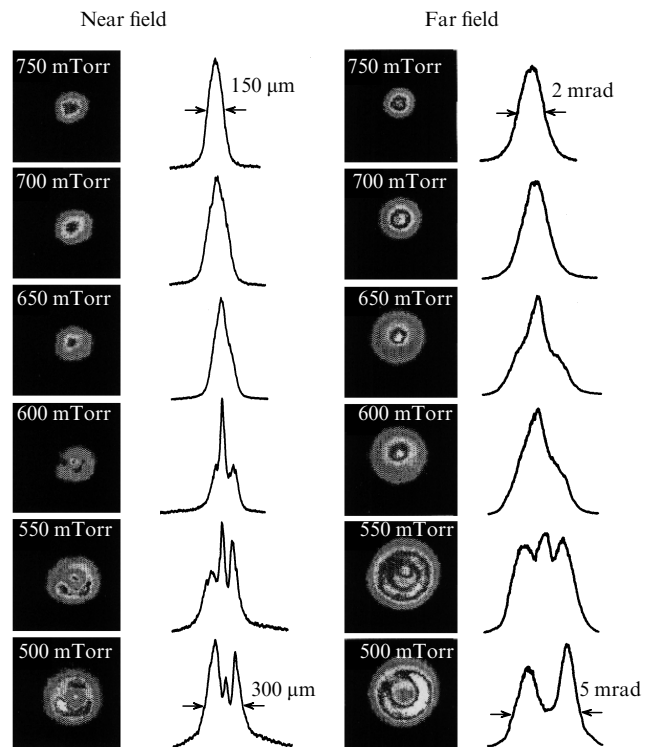 Near field Far field
750 mTorr 150 µm 750 mTorr 2 mrad
700 mTorr 700 mTorr
650 mTorr 650 mTorr
600 mTorr 600 mTorr
550 mTorr 550 mTorr
500 mTorr 300 µm 500 mTorr 5 mrad